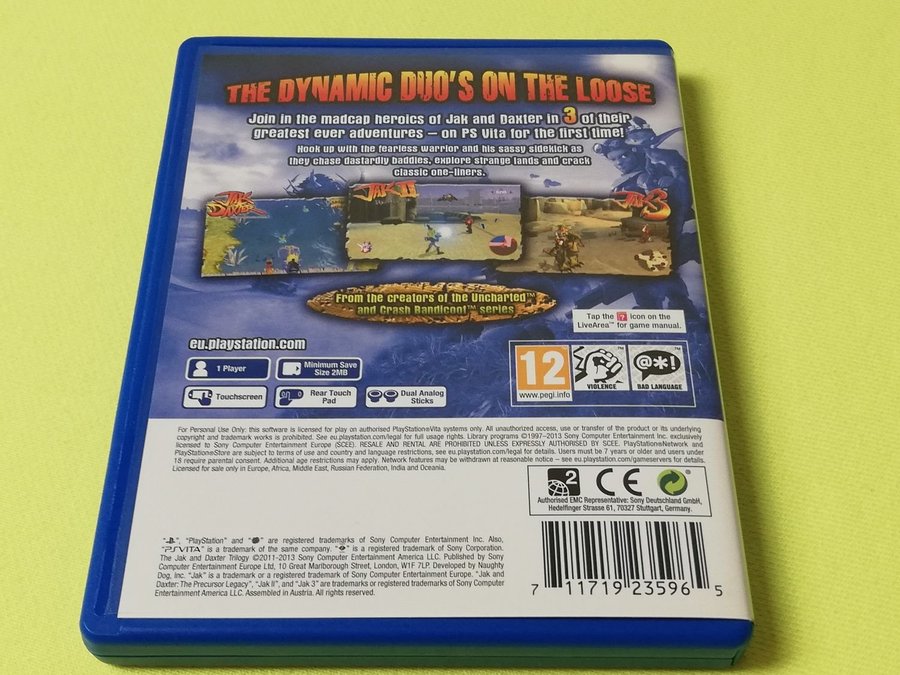 THE DYNAMIC DUO'S ON THE LOOSE
Join in the madcap heroics of Jak and Daxter in 3 of their
greatest ever adventures – on PS Vita for the first time!
Hook up with the fearless warrior and his sassy sidekick as
they chase dastardly baddies, explore strange lands and crack
classic one-liners.
JAK AND DAXTER
JAK II
JAK 3
From the creators of the Uncharted™
and Crash Bandicoot™ series
Tap the icon on the
LiveArea™ for game manual.
eu.playstation.com
1 Player
Minimum Save
Size 2MB
Touchscreen
Rear Touch
Pad
Dual Analog
Sticks
12
www.pegi.info
VIOLENCE
@*!
BAD LANGUAGE
For Personal Use Only: this software is licensed for play on authorised PlayStation®Vita systems only. All unauthorized access, use or transfer of the product or its underlying
copyright and trademark works is prohibited. See eu.playstation.com/legal for full usage rights. Library programs ©1997-2013 Sony Computer Entertainment Inc. exclusively
licensed to Sony Computer Entertainment Europe (SCEE). RESALE AND RENTAL ARE PROHIBITED UNLESS EXPRESSLY AUTHORISED BY SCEE. PlayStation®Network and
PlayStation®Store are subject to terms of use and country and language restrictions, see eu.playstation.com/legal for details. Users must be 7 years or older and users under
18 require parental consent. Additional age restrictions may apply. Network features may be withdrawn at reasonable notice – see eu.playstation.com/gameservers for details.
Licensed for sale only in Europe, Africa, Middle East, Russian Federation, India and Oceania.
2
CE
Authorised EMC Representative: Sony Deutschland GmbH,
Hedelfinger Strasse 61, 70327 Stuttgart, Germany.
" ", "PlayStation" and " " are registered trademarks of Sony Computer Entertainment Inc. Also,
"PSVITA" is a trademark of the same company. " " is a registered trademark of Sony Corporation.
The Jak and Daxter Trilogy ©2011-2013 Sony Computer Entertainment America LLC. Published by Sony
Computer Entertainment Europe Ltd, 10 Great Marlborough Street, London, W1F 7LP. Developed by Naughty
Dog, Inc. "Jak" is a trademark or a registered trademark of Sony Computer Entertainment Europe. "Jak and
Daxter: The Precursor Legacy", "Jak II", and "Jak 3" are trademarks or registered trademarks of Sony Computer
Entertainment America LLC. Assembled in Austria. All rights reserved.
7 11719 23596 5